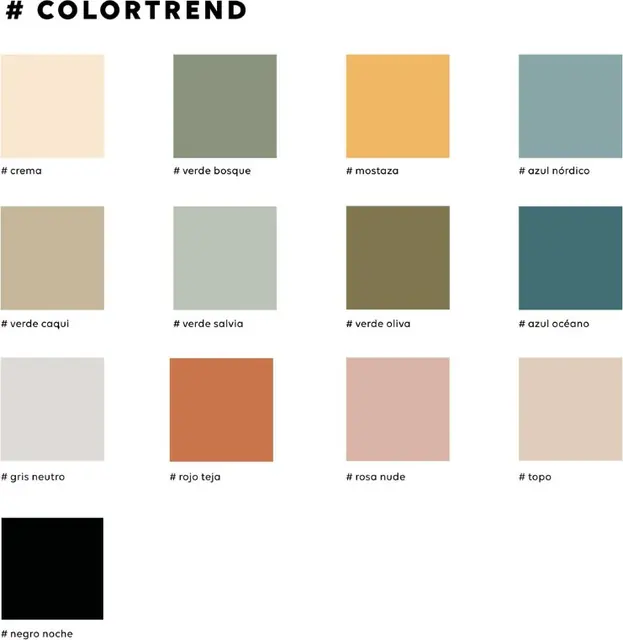 # COLORTREND
# crema
# verde bosque
# mostaza
# azul nórdico
# verde caqui
# verde salvia
# verde oliva
# azul océano
# gris neutro
# rojo teja
# rosa nude
# topo
# negro noche